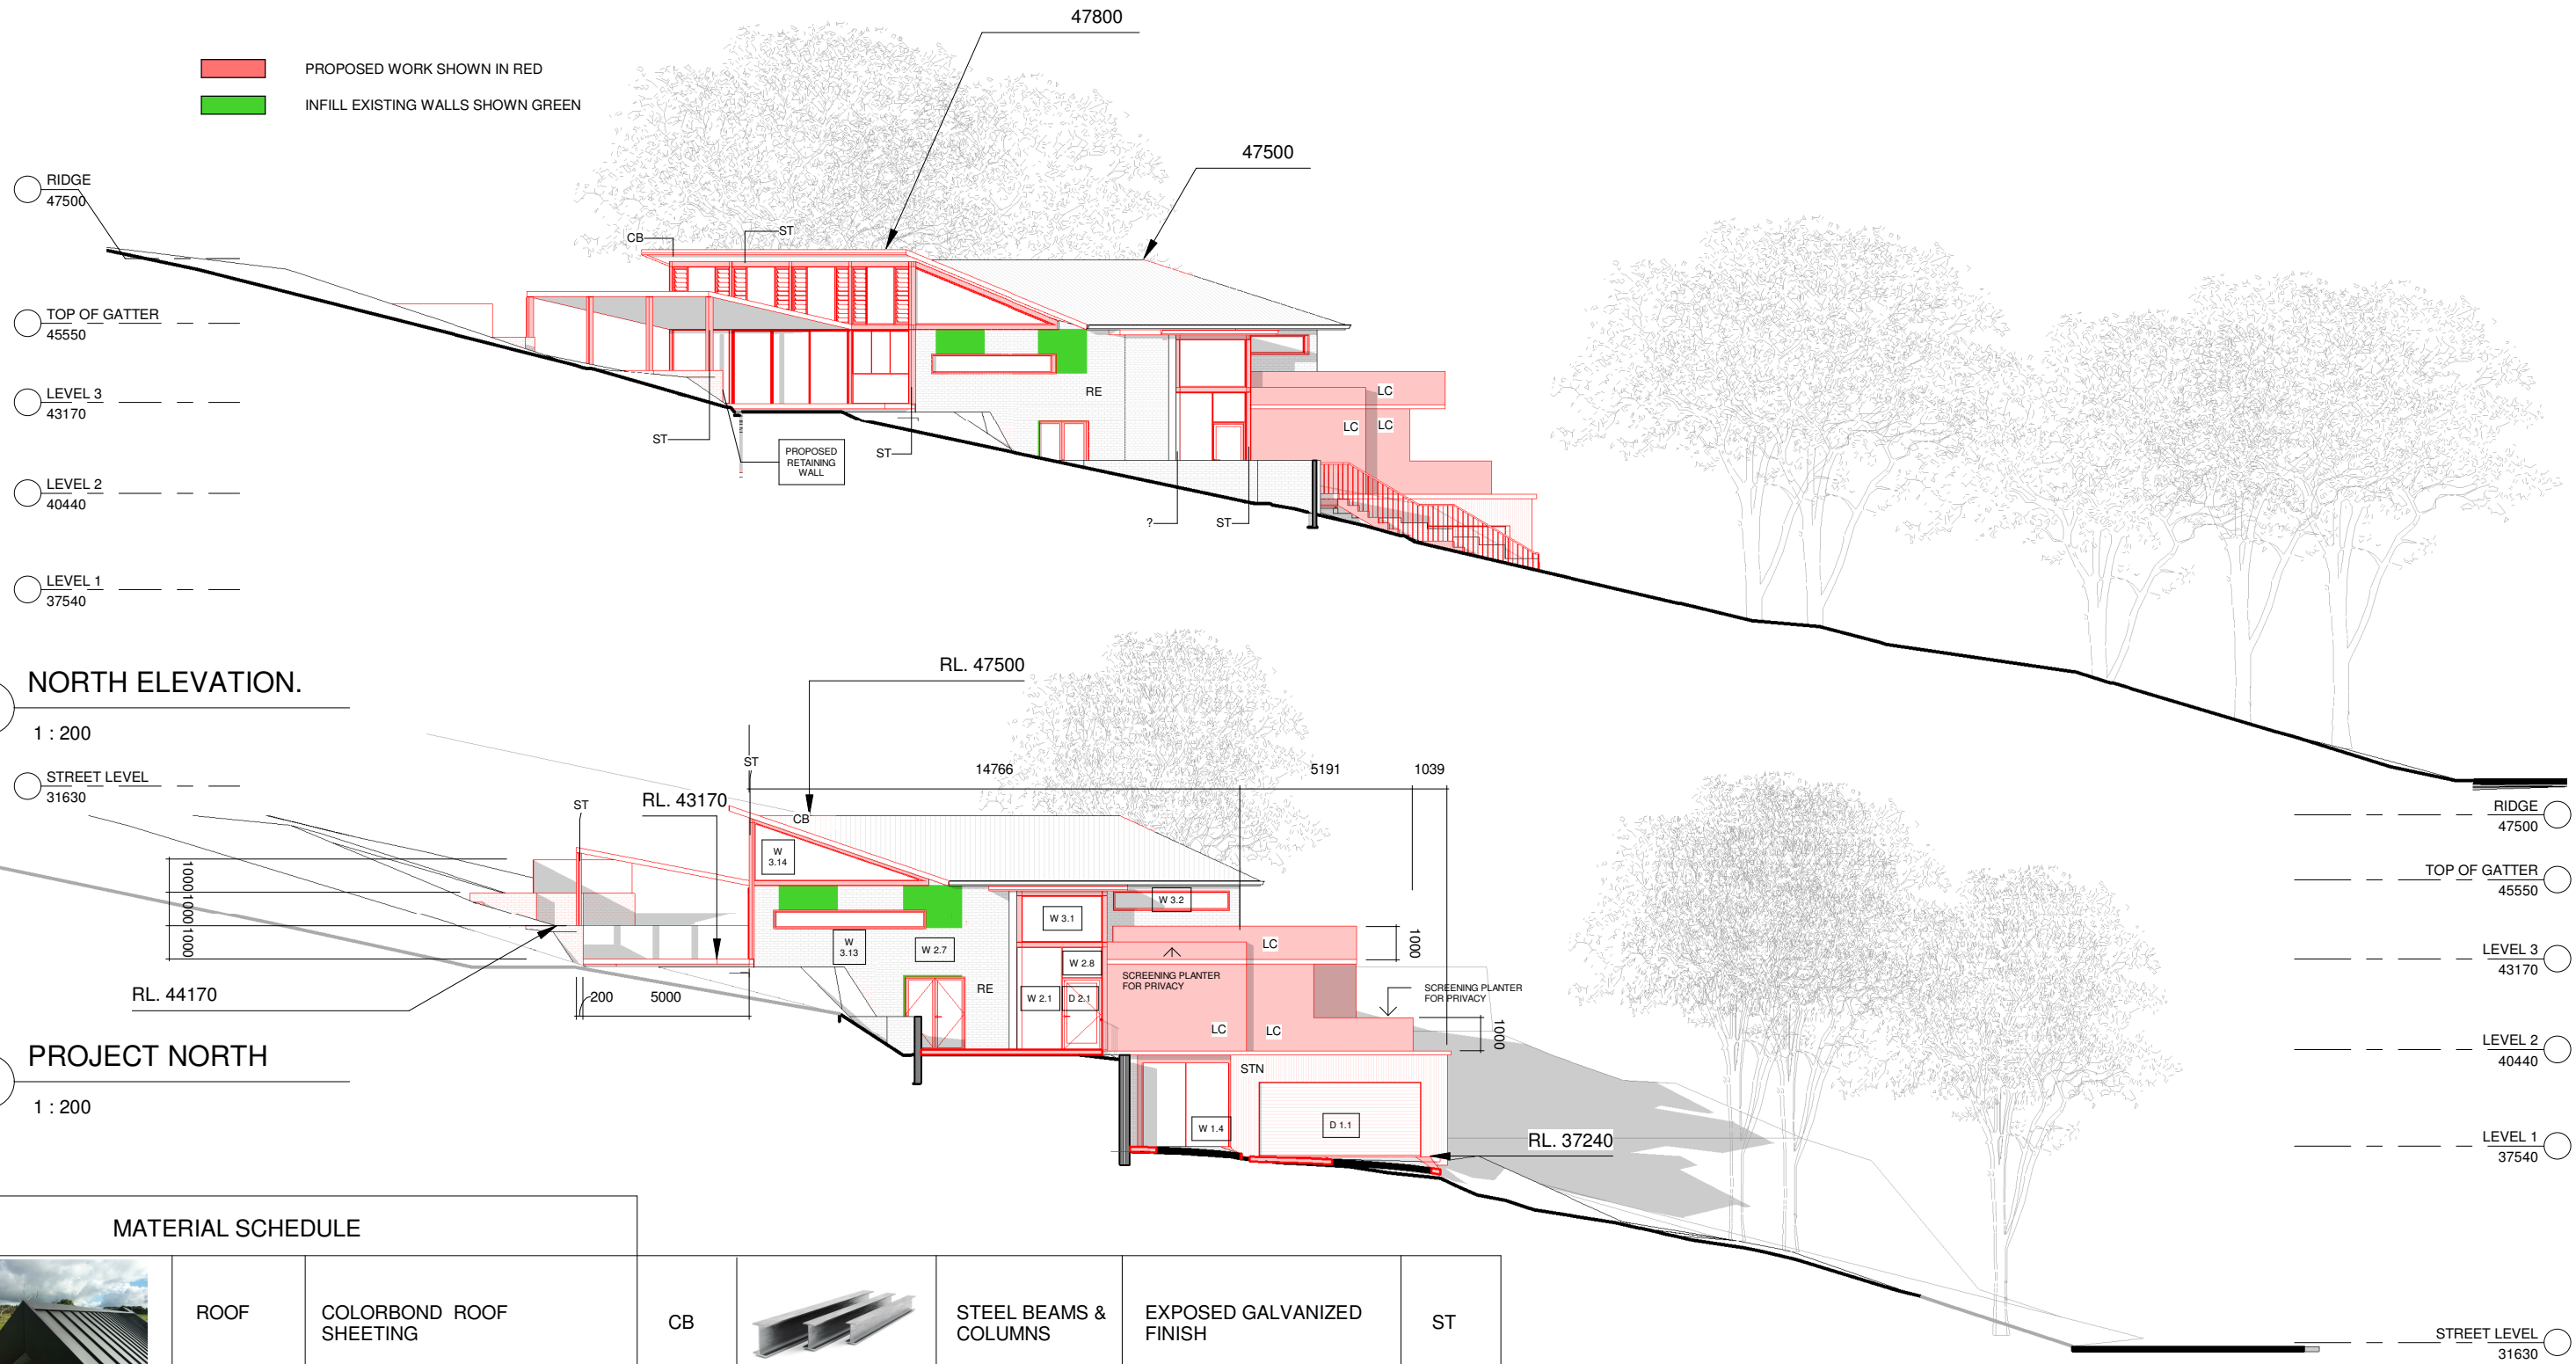 47800
PROPOSED WORK SHOWN IN RED
INFILL EXISTING WALLS SHOWN GREEN
47500
RIDGE
47500
CB
ST
TOP OF GATTER
45550
LEVEL 3
43170
RE
LC
LC
LC
ST
PROPOSED
RETAINING
WALL
ST
LEVEL 2
40440
?
ST
LEVEL 1
37540
NORTH ELEVATION.
1 : 200
RL. 47500
STREET LEVEL
31630
ST
14766
5191
1039
ST
RL. 43170
CB
RIDGE
47500
W
3.14
1000
1000
1000
TOP OF GATTER
45550
W 3.2
W 3.1
W
3.13
W 2.7
LC
1000
LEVEL 3
43170
W 2.8
SCREENING PLANTER
FOR PRIVACY
RE
W 2.1
D 2.1
SCREENING PLANTER
FOR PRIVACY
RL. 44170
200
5000
LC
LC
1000
LEVEL 2
40440
PROJECT NORTH
1 : 200
STN
W 1.4
D 1.1
RL. 37240
LEVEL 1
37540
MATERIAL SCHEDULE
ROOF
COLORBOND ROOF
SHEETING
CB
STEEL BEAMS &
COLUMNS
EXPOSED GALVANIZED
FINISH
ST
STREET LEVEL
31630